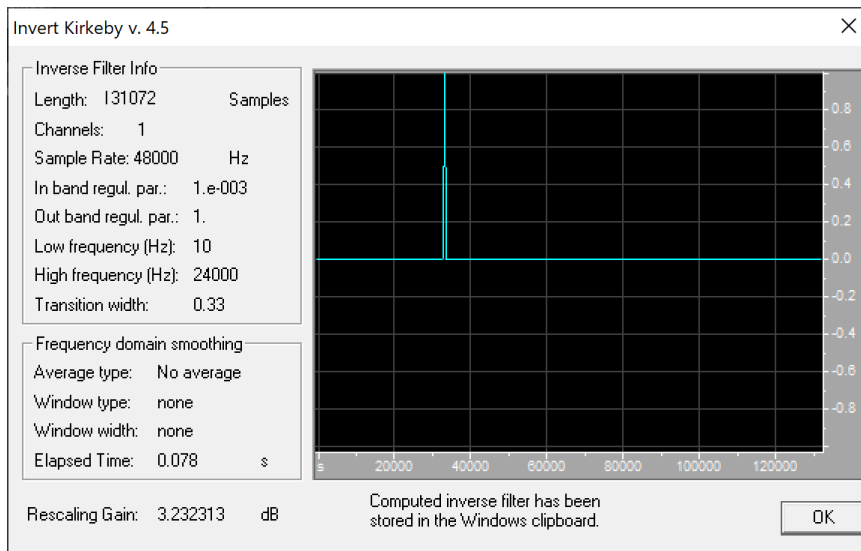 Invert Kirkeby v. 4.5
Inverse Filter Info
Length: 131072 Samples
Channels: 1
Sample Rate: 48000 Hz
In band regul. par.: 1.e-003
Out band regul. par.: 1.
Low frequency (Hz): 10
High frequency (Hz): 24000
Transition width: 0.33
Frequency domain smoothing
Average type: No average
Window type: none
Window width: none
Elapsed Time: 0.078 s
Rescaling Gain: 3.232313 dB
0.8
0.6
0.4
0.2
0.0
-0.2
-0.4
-0.6
-0.8
s 20000 40000 60000 80000 100000 120000
Computed inverse filter has been
stored in the Windows clipboard.
OK